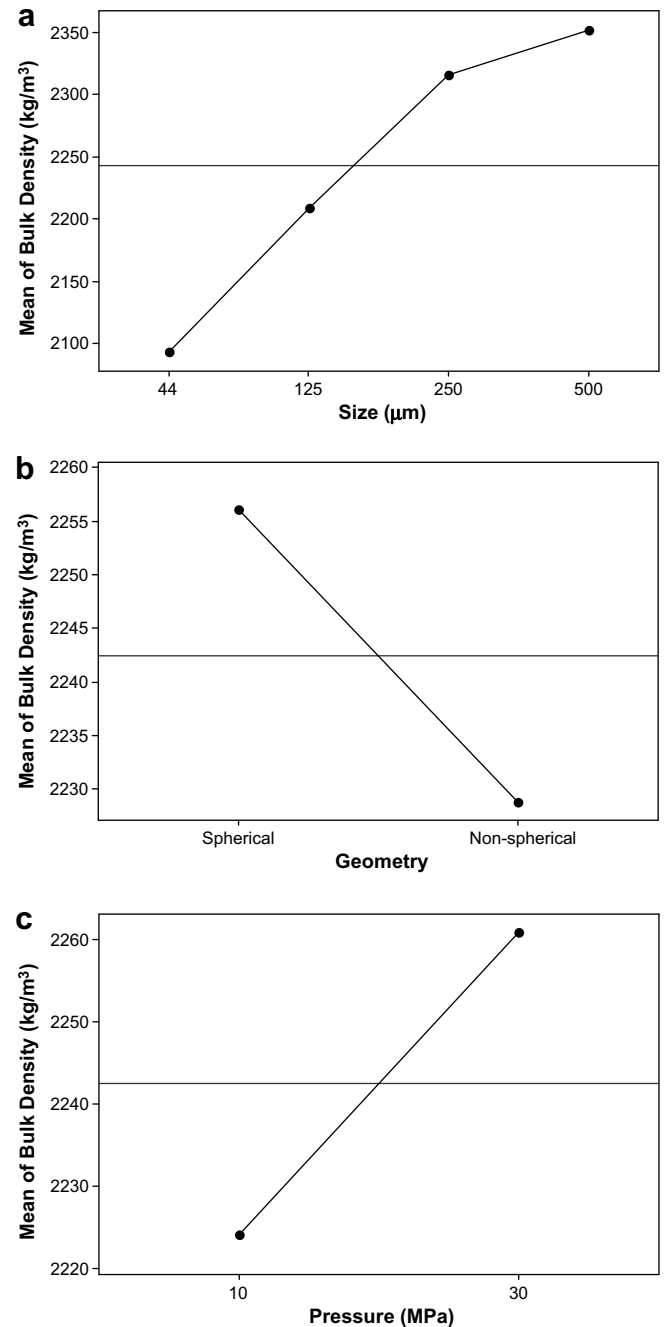 a
Mean of Bulk Density (kg/m³)
2350
2300
2250
2200
2150
2100
44 125 250 500
Size (μm)
b
Mean of Bulk Density (kg/m³)
2260
2255
2250
2245
2240
2235
2230
Spherical Non-spherical
Geometry
c
Mean of Bulk Density (kg/m³)
2260
2250
2240
2230
2220
10 30
Pressure (MPa)